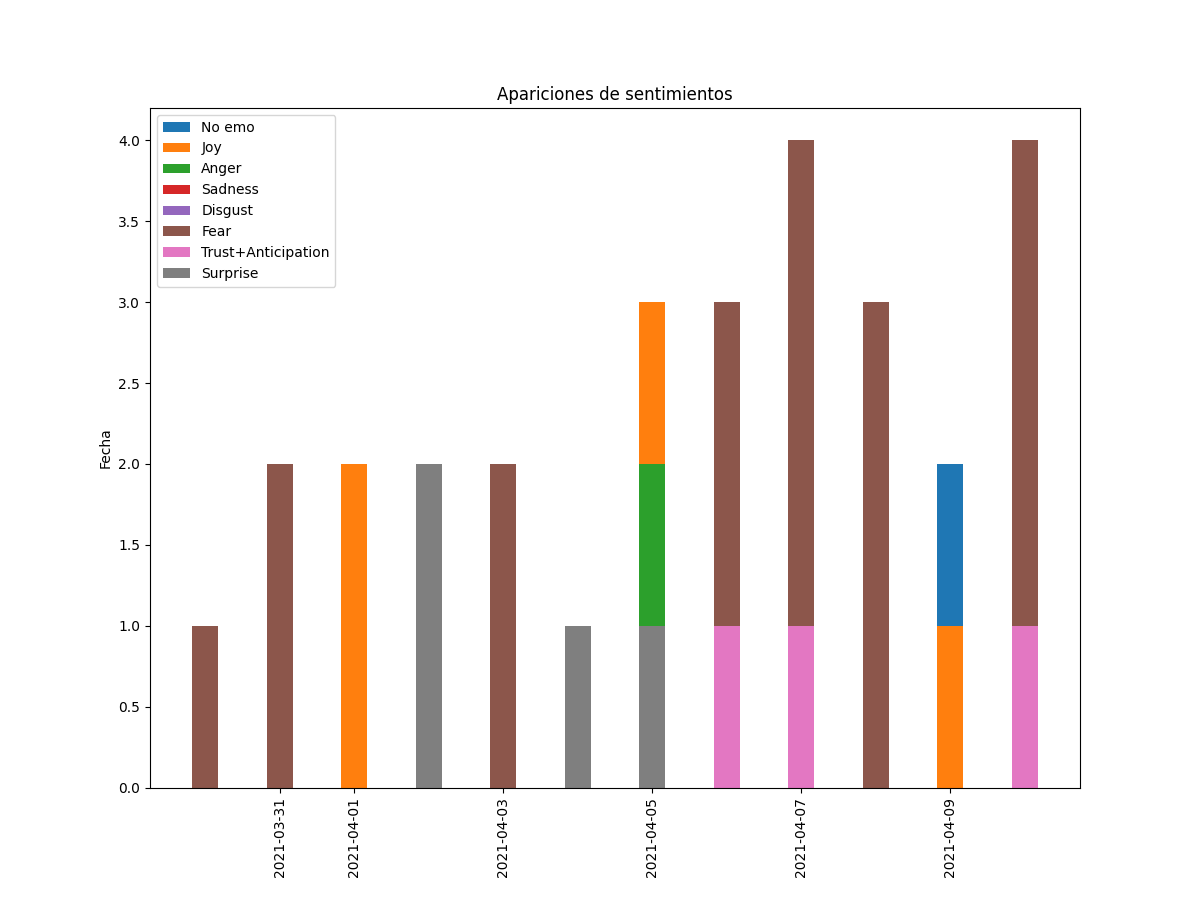 Apariciones de sentimientos
No emo
Joy
Anger
Sadness
Disgust
Fear
Trust+Anticipation
Surprise
4.0
3.5
3.0
2.5
2.0
1.5
1.0
0.5
0.0
Fecha
2021-03-31
2021-04-01
2021-04-03
2021-04-05
2021-04-07
2021-04-09